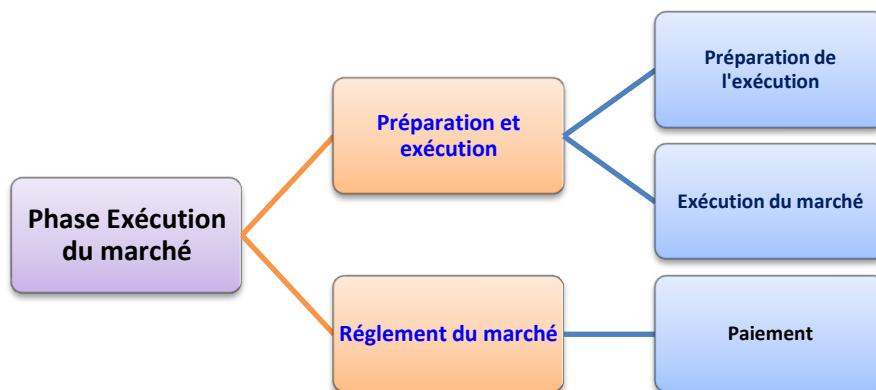 Phase Exécution
du marché
Préparation et
exécution
Préparation de
l'exécution
Exécution du marché
Réglement du marché
Paiement